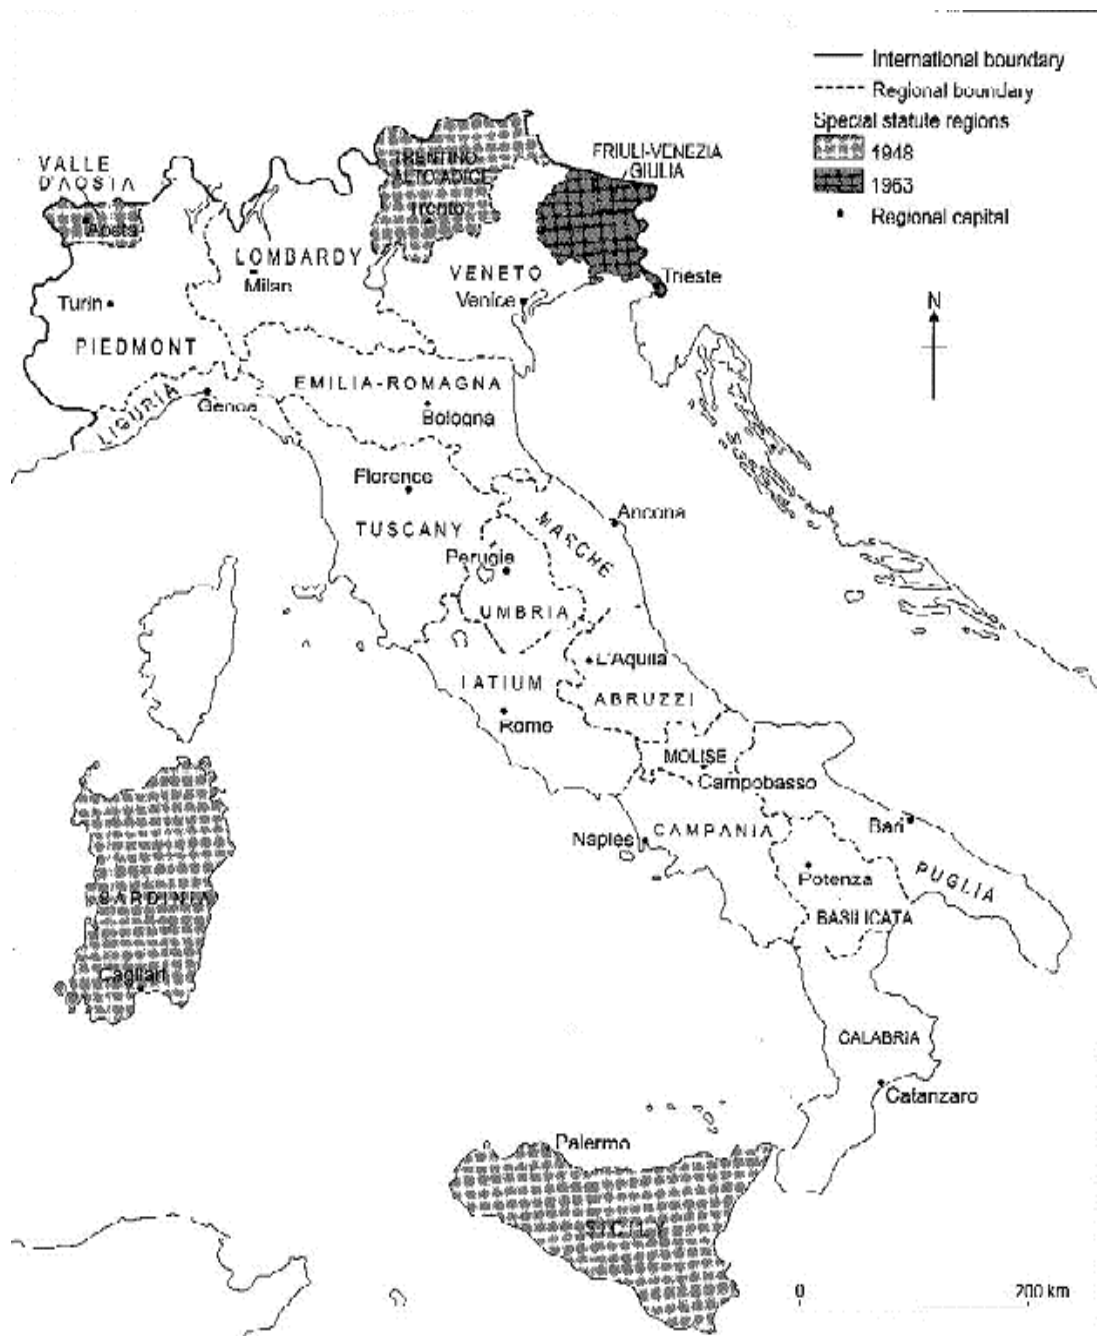 International boundary
Regional boundary
Special statute regions
1948
1963
Regional capital
N
VALLE
D'AOSTA
Aosta
TRENTINO
ALTO ADIGE
Trento
FRIULI-VENEZIA
GIULIA
LOMBARDY
Milan
VENETO
Venice
Trieste
Turin
PIEDMONT
LIGURIA
Genoa
EMILIA-ROMAGNA
Bologna
Florence
TUSCANY
MARCHE
Ancona
Perugia
UMBRIA
L'Aquila
ABRUZZI
LATIUM
Rome
MOLISE
Campobasso
Naples
CAMPANIA
Bari
PUGLIA
Potenza
BASILICATA
SARDINIA
Cagliari
CALABRIA
Catanzaro
Palermo
SICILY
0
200 km